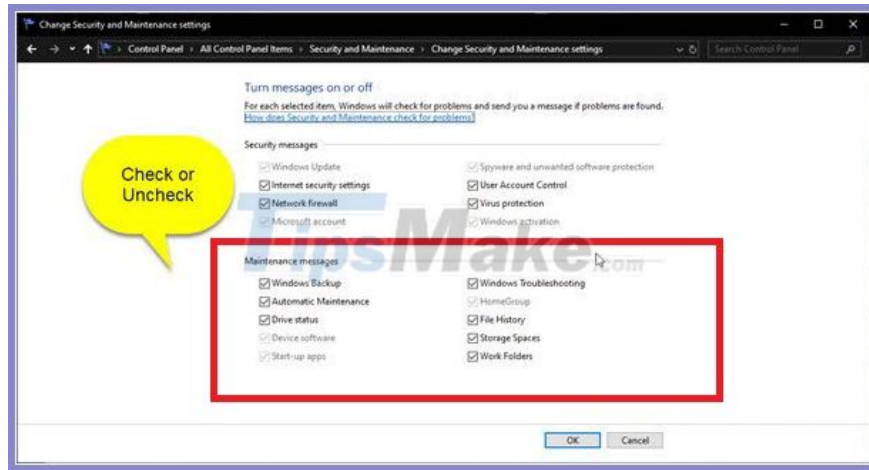 Change Security and Maintenance settings
Control Panel › All Control Panel Items › Security and Maintenance › Change Security and Maintenance settings
Search Control Panel
Turn messages on or off
For each selected item, Windows will check for problems and send you a message if problems are found.
How does Security and Maintenance check for problems?
Security messages
Windows Update
Spyware and unwanted software protection
Check or
Uncheck
Internet security settings
User Account Control
Network firewall
Virus protection
Microsoft account
Windows activation
TipsMake.com
Maintenance messages
Windows Backup
Windows Troubleshooting
Automatic Maintenance
HomeGroup
Drive status
File History
Device software
Storage Spaces
Start-up apps
Work Folders
OK
Cancel